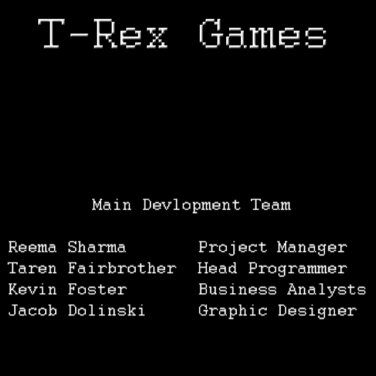 T-Rex Games
Main Devlopment Team
Reema Sharma Project Manager
Taren Fairbrother Head Programmer
Kevin Foster Business Analysts
Jacob Dolinski Graphic Designer